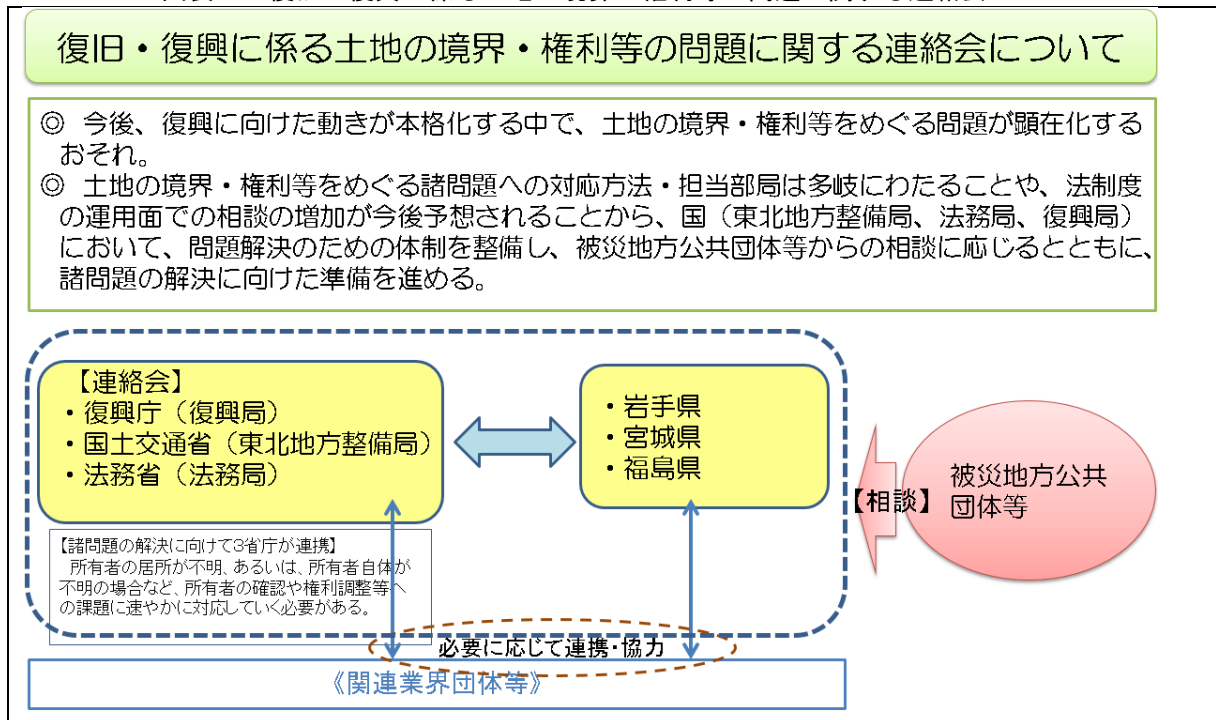 復旧・復興に係る土地の境界・権利等の問題に関する連絡会について
◎ 今後、復興に向けた動きが本格化する中で、土地の境界・権利等をめぐる問題が顕在化する
おそれ。
◎ 土地の境界・権利等をめぐる諸問題への対応方法・担当部局は多岐にわたることや、法制度
の運用面での相談の増加が今後予想されることから、国（東北地方整備局、法務局、復興局）
において、問題解決のための体制を整備し、被災地方公共団体等からの相談に応じるとともに、
諸問題の解決に向けた準備を進める。
【連絡会】
・復興庁（復興局）
・国土交通省（東北地方整備局）
・法務省（法務局）
・岩手県
・宮城県
・福島県
【相談】
被災地方公共
団体等
【諸問題の解決に向けて3省庁が連携】
所有者の居所が不明、あるいは、所有者自体が
不明の場合など、所有者の確認や権利調整等へ
の課題に速やかに対応していく必要がある。
必要に応じて連携・協力
《関連業界団体等》